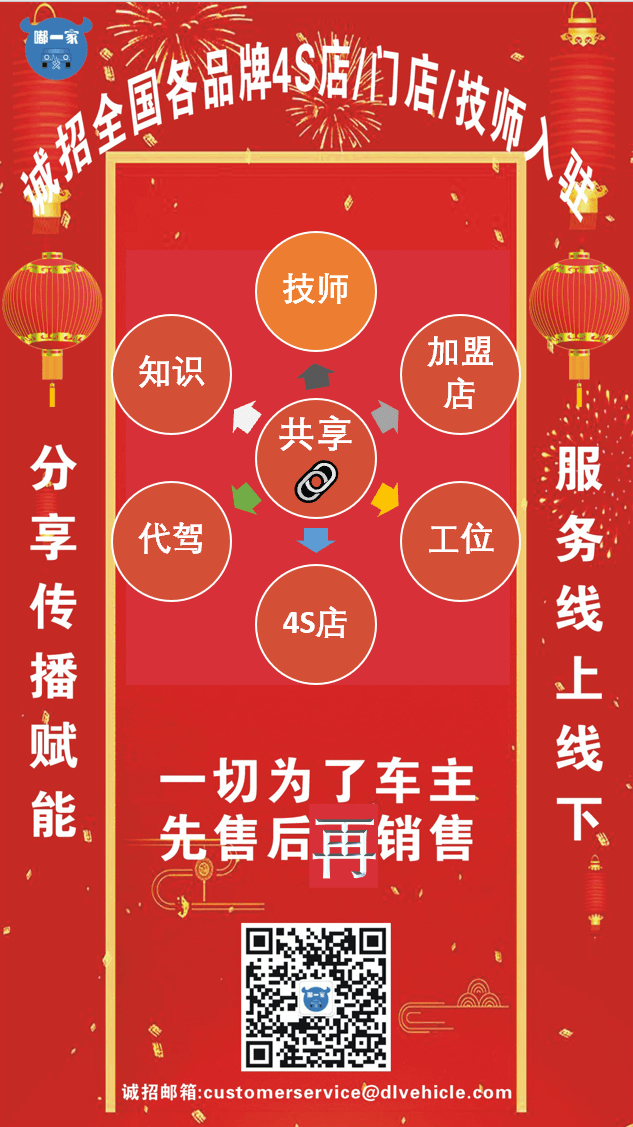 嘟一家
诚招全国各品牌4S店/门店/技师入驻
技师
知识
加盟
店
共享
代驾
工位
4S店
分享传播赋能
服务线上线下
一切为了车主
先售后再销售
嘟一家
诚招邮箱:customerservice@dlvehicle.com